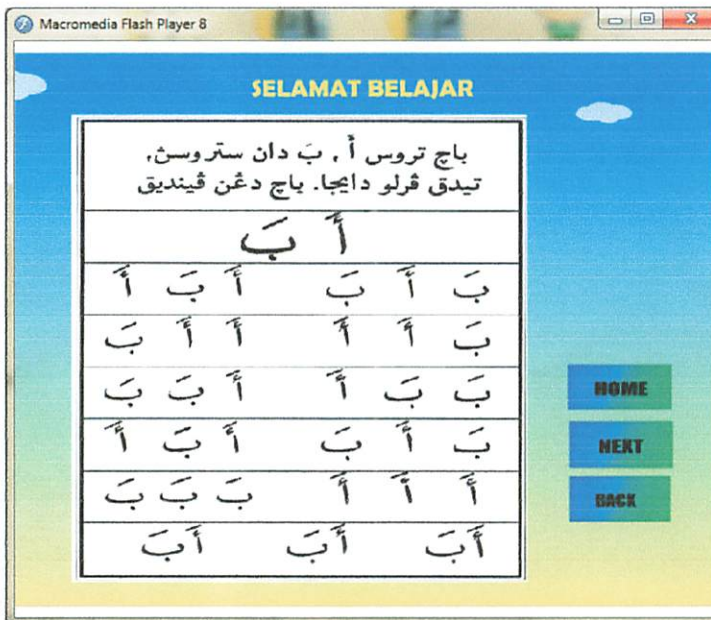 Macromedia Flash Player 8
SELAMAT BELAJAR
باچ تروس أَ , بَ دان ستروسڽ,
تيدق ڤرلو دايجا. باچ دڠن ڤينديق
أَ بَ
بَ أَ بَ أَ بَ أَ
بَ أَ أَ أَ أَ بَ
بَ بَ أَ أَ بَ بَ
بَ أَ بَ أَ بَ أَ
أَ أَ أَ بَ بَ بَ
أَبَ أَبَ أَبَ
HOME
NEXT
BACK